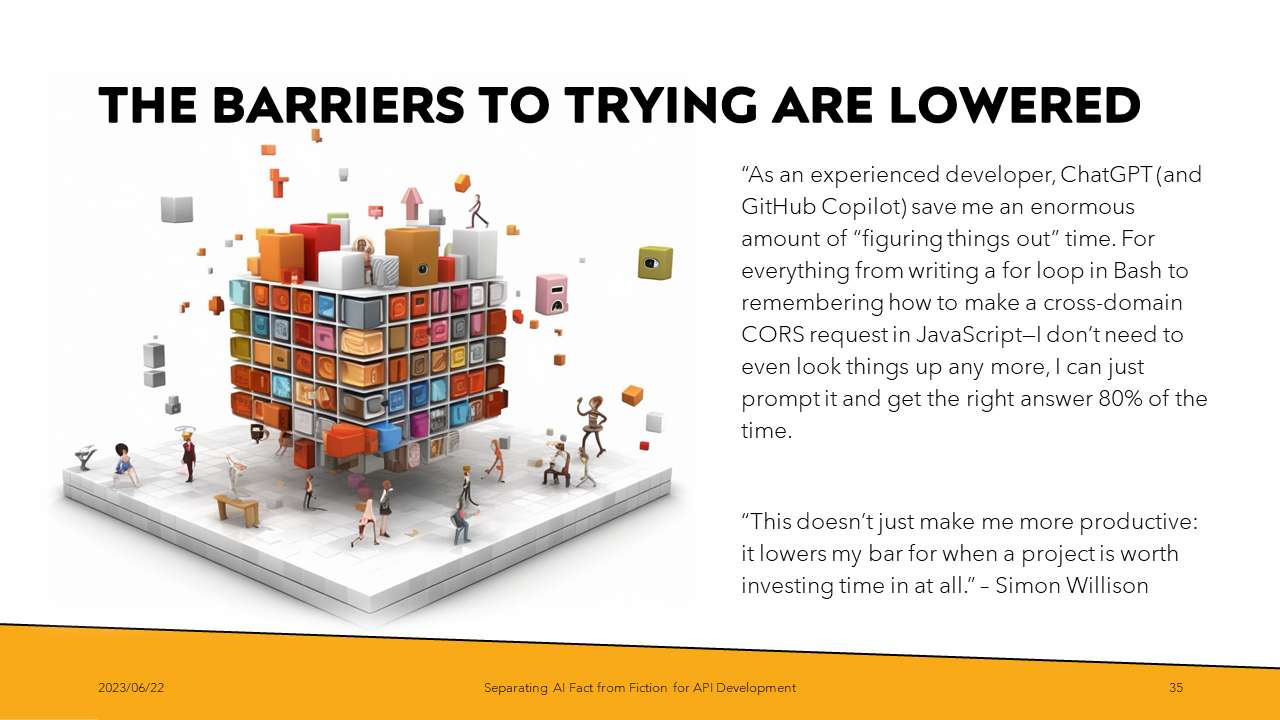 THE BARRIERS TO TRYING ARE LOWERED
“As an experienced developer, ChatGPT (and
GitHub Copilot) save me an enormous
amount of “figuring things out” time. For
everything from writing a for loop in Bash to
remembering how to make a cross-domain
CORS request in JavaScript—I don’t need to
even look things up any more, I can just
prompt it and get the right answer 80% of the
time.
“This doesn’t just make me more productive:
it lowers my bar for when a project is worth
investing time in at all.” – Simon Willison
2023/06/22
Separating AI Fact from Fiction for API Development
35